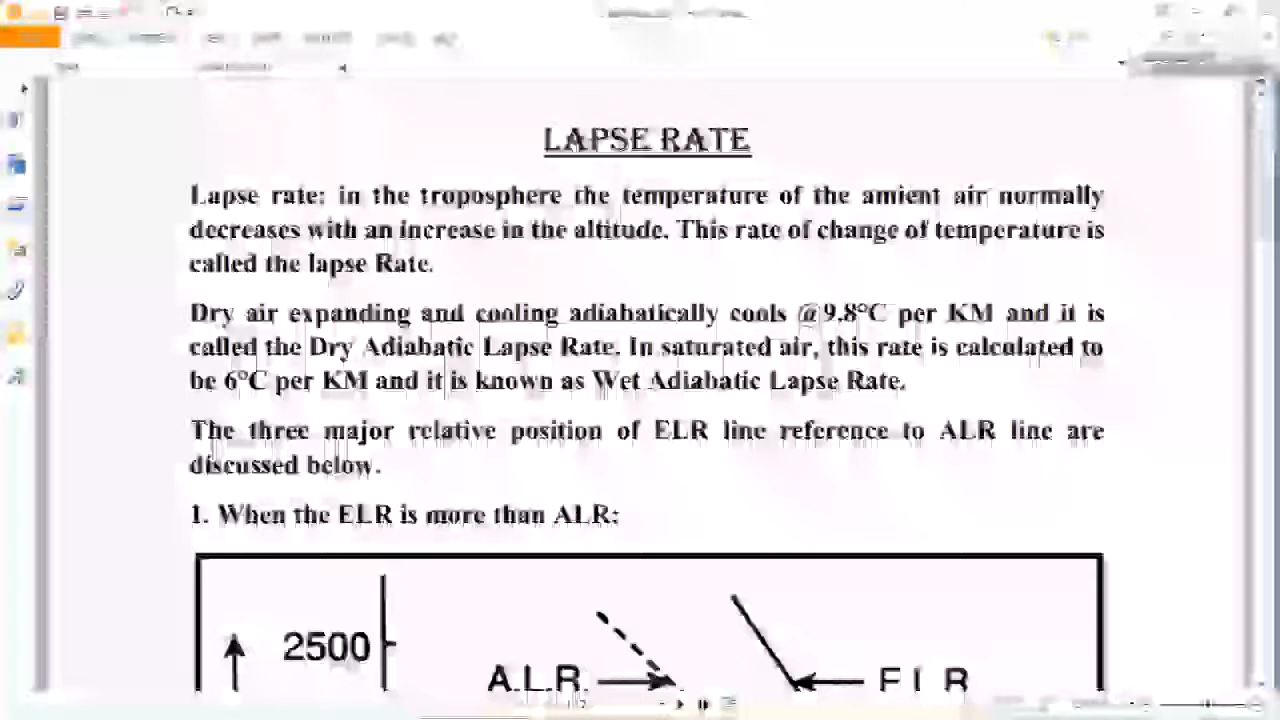 LAPSE RATE
Lapse rate: in the troposphere the temperature of the amient air normally
decreases with an increase in the altitude. This rate of change of temperature is
called the lapse Rate.
Dry air expanding and cooling adiabatically cools @9.8°C per KM and it is
called the Dry Adiabatic Lapse Rate. In saturated air, this rate is calculated to
be 6°C per KM and it is known as Wet Adiabatic Lapse Rate.
The three major relative position of ELR line reference to ALR line are
discussed below.
1. When the ELR is more than ALR:
2500
A.L.R.
E.L.R.